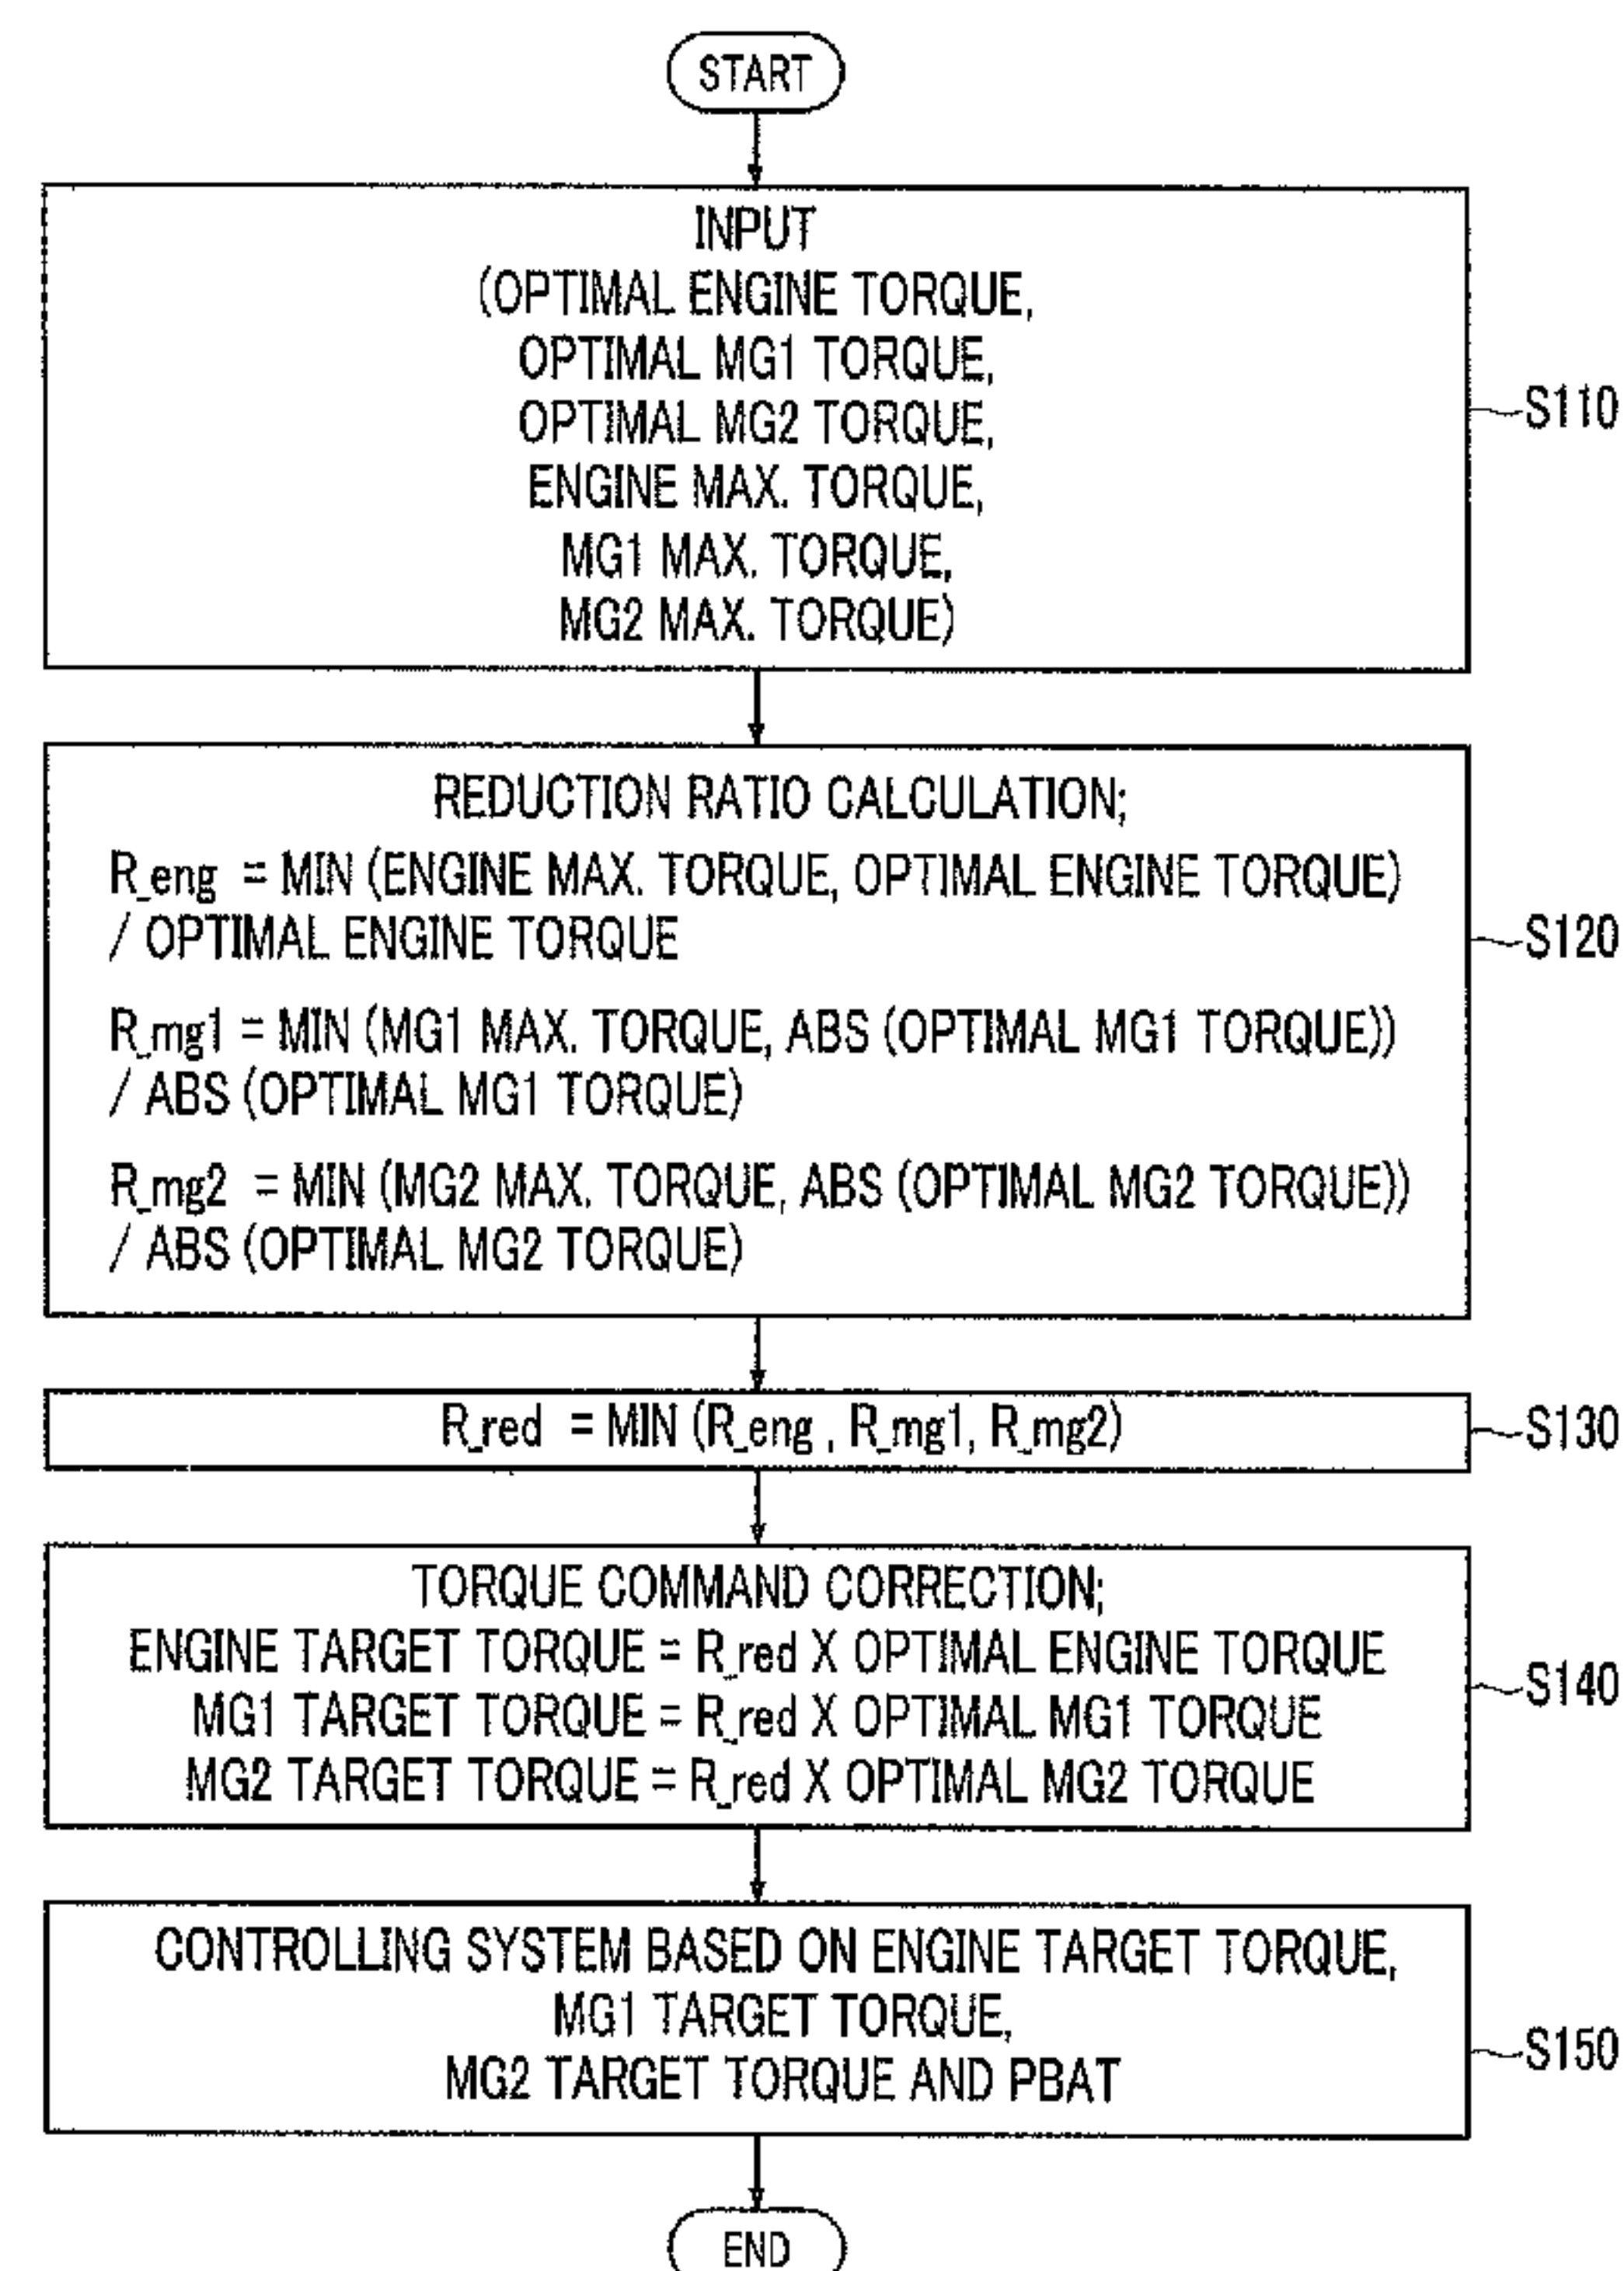 START
INPUT
(OPTIMAL ENGINE TORQUE,
OPTIMAL MG1 TORQUE,
OPTIMAL MG2 TORQUE,
ENGINE MAX. TORQUE,
MG1 MAX. TORQUE,
MG2 MAX. TORQUE)
S110
REDUCTION RATIO CALCULATION;
R_eng = MIN (ENGINE MAX. TORQUE, OPTIMAL ENGINE TORQUE)
/ OPTIMAL ENGINE TORQUE
R_mg1 = MIN (MG1 MAX. TORQUE, ABS (OPTIMAL MG1 TORQUE))
/ ABS (OPTIMAL MG1 TORQUE)
R_mg2 = MIN (MG2 MAX. TORQUE, ABS (OPTIMAL MG2 TORQUE))
/ ABS (OPTIMAL MG2 TORQUE)
S120
R_red = MIN (R_eng , R_mg1, R_mg2)
S130
TORQUE COMMAND CORRECTION;
ENGINE TARGET TORQUE = R_red X OPTIMAL ENGINE TORQUE
MG1 TARGET TORQUE = R_red X OPTIMAL MG1 TORQUE
MG2 TARGET TORQUE = R_red X OPTIMAL MG2 TORQUE
S140
CONTROLLING SYSTEM BASED ON ENGINE TARGET TORQUE,
MG1 TARGET TORQUE,
MG2 TARGET TORQUE AND PBAT
S150
END